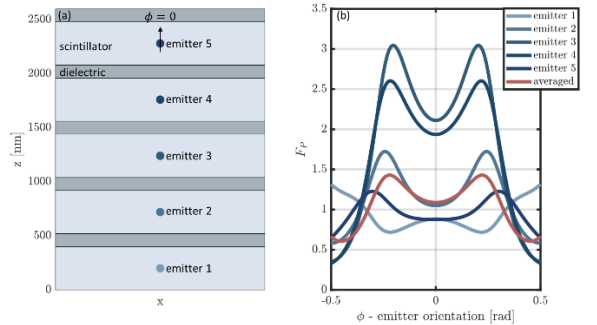 (a)
ϕ = 0
2500
scintillator
emitter 5
2000
dielectric
emitter 4
1500
z [nm]
emitter 3
1000
emitter 2
500
emitter 1
0
x
(b)
3.5
3
2.5
2
1.5
1
0.5
0
F_P
-0.5
0
0.5
ϕ - emitter orientation [rad]
emitter 1
emitter 2
emitter 3
emitter 4
emitter 5
averaged